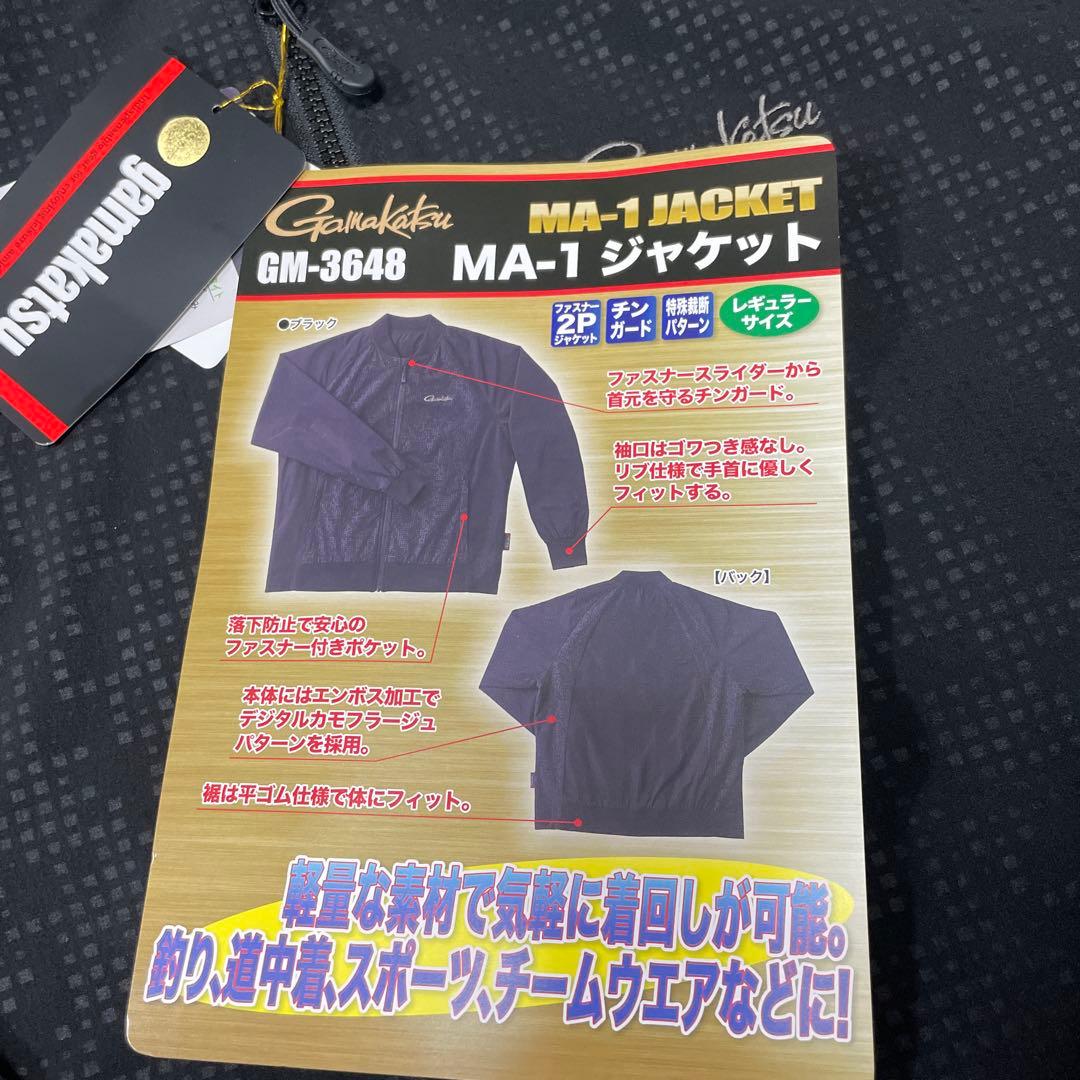 gamakatsu
Gamakatsu
MA-1 JACKET
GM-3648 MA-1 ジャケット
●ブラック
ファスナー
2P
ジャケット
チン
ガード
特殊裁断
パターン
レギュラー
サイズ
Gamakatsu
ファスナースライダーから
首元を守るチンガード。
袖口はゴワつき感なし。
リブ仕様で手首に優しく
フィットする。
【バック】
落下防止で安心の
ファスナー付きポケット。
本体にはエンボス加工で
デジタルカモフラージュ
パターンを採用。
裾は平ゴム仕様で体にフィット。
軽量な素材で気軽に着回しが可能。
釣り、道中着、スポーツ、チームウエアなどに!